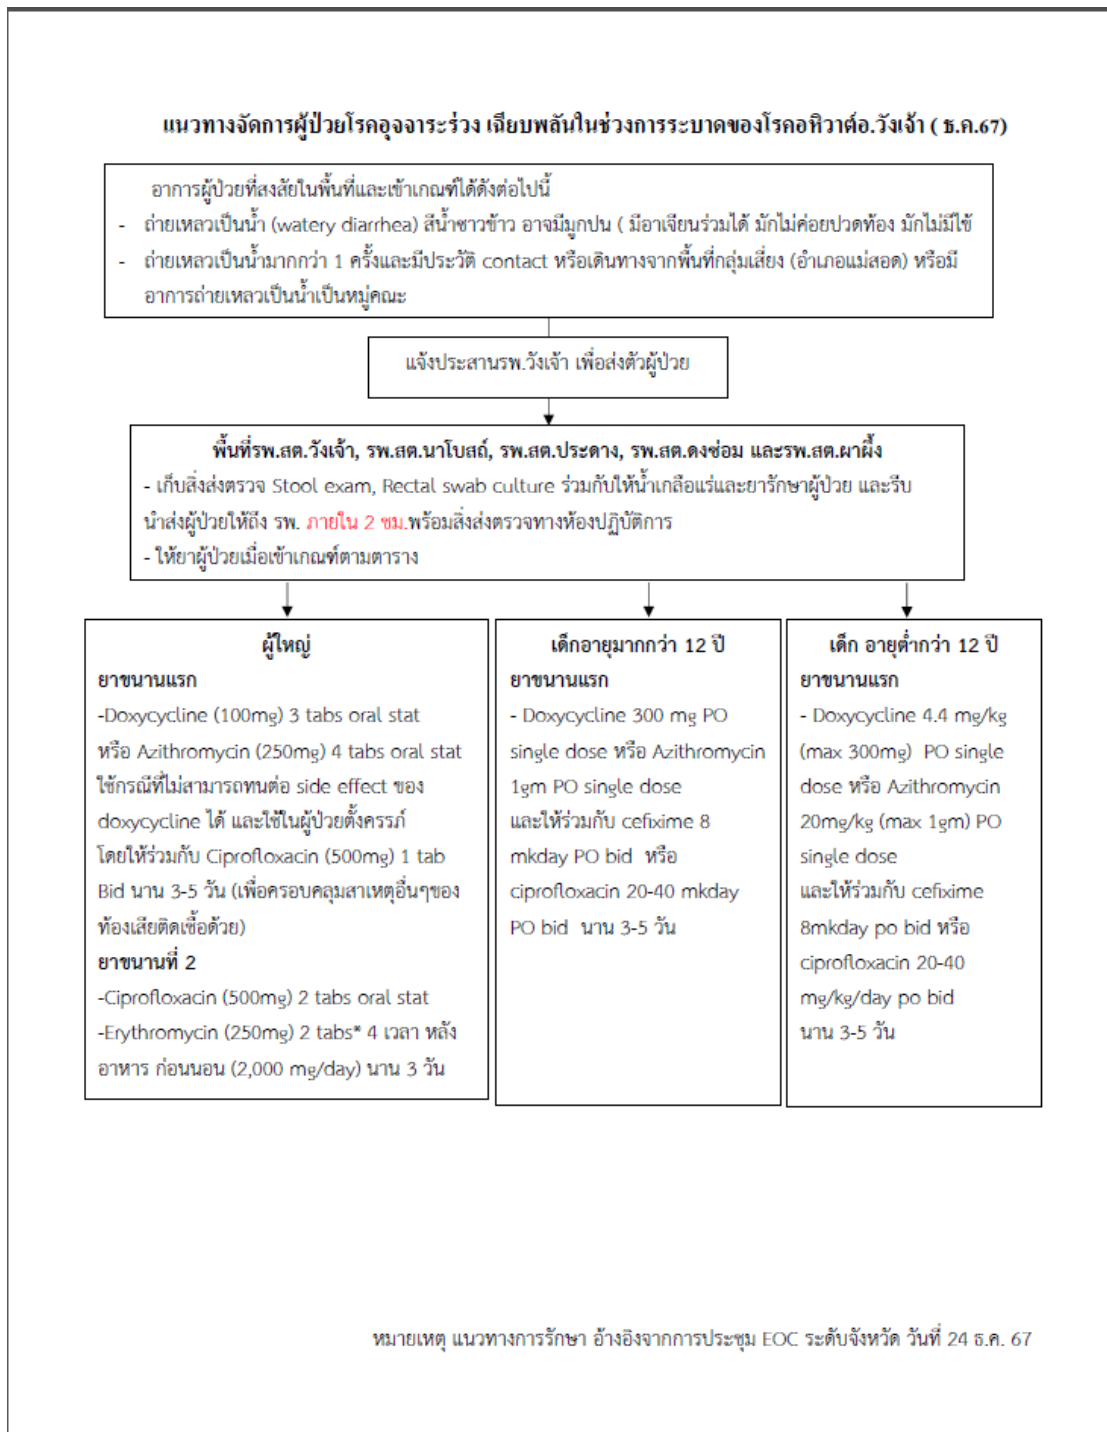 แนวทางจัดการผู้ป่วยโรคอุจจาระร่วง เฉียบพลันในช่วงการระบาดของโรคอหิวาต์อ.วังเจ้า ( ธ.ค.67)
อาการผู้ป่วยที่สงสัยในพื้นที่และเข้าเกณฑ์ได้ดังต่อไปนี้
- ถ่ายเหลวเป็นน้ำ (watery diarrhea) สีน้ำซาวข้าว อาจมีมูกปน ( มีอาเจียนร่วมได้ มักไม่ค่อยปวดท้อง มักไม่มีไข้
- ถ่ายเหลวเป็นน้ำมากกว่า 1 ครั้งและมีประวัติ contact หรือเดินทางจากพื้นที่กลุ่มเสี่ยง (อำเภอแม่สอด) หรือมี
อาการถ่ายเหลวเป็นน้ำเป็นหมู่คณะ
แจ้งประสานรพ.วังเจ้า เพื่อส่งตัวผู้ป่วย
พื้นที่รพ.สต.วังเจ้า, รพ.สต.นาโบสถ์, รพ.สต.ประดาง, รพ.สต.ดงซ่อม และรพ.สต.ผาผึ้ง
- เก็บสิ่งส่งตรวจ Stool exam, Rectal swab culture ร่วมกับให้น้ำเกลือแร่และยารักษาผู้ป่วย และรีบ
นำส่งผู้ป่วยให้ถึง รพ. ภายใน 2 ชม.พร้อมสิ่งส่งตรวจทางห้องปฏิบัติการ
- ให้ยาผู้ป่วยเมื่อเข้าเกณฑ์ตามตาราง
ผู้ใหญ่
ยาขนานแรก
-Doxycycline (100mg) 3 tabs oral stat
หรือ Azithromycin (250mg) 4 tabs oral stat
ใช้กรณีที่ไม่สามารถทนต่อ side effect ของ
doxycycline ได้ และใช้ในผู้ป่วยตั้งครรภ์
โดยให้ร่วมกับ Ciprofloxacin (500mg) 1 tab
Bid นาน 3-5 วัน (เพื่อครอบคลุมสาเหตุอื่นๆของ
ท้องเสียติดเชื้อด้วย)
ยาขนานที่ 2
-Ciprofloxacin (500mg) 2 tabs oral stat
-Erythromycin (250mg) 2 tabs* 4 เวลา หลัง
อาหาร ก่อนนอน (2,000 mg/day) นาน 3 วัน
เด็กอายุมากกว่า 12 ปี
ยาขนานแรก
- Doxycycline 300 mg PO
single dose หรือ Azithromycin
1gm PO single dose
และให้ร่วมกับ cefixime 8
mkday PO bid หรือ
ciprofloxacin 20-40 mkday
PO bid นาน 3-5 วัน
เด็ก อายุต่ำกว่า 12 ปี
ยาขนานแรก
- Doxycycline 4.4 mg/kg
(max 300mg) PO single
dose หรือ Azithromycin
20mg/kg (max 1gm) PO
single dose
และให้ร่วมกับ cefixime
8mkday po bid หรือ
ciprofloxacin 20-40
mg/kg/day po bid
นาน 3-5 วัน
หมายเหตุ แนวทางการรักษา อ้างอิงจากการประชุม EOC ระดับจังหวัด วันที่ 24 ธ.ค. 67